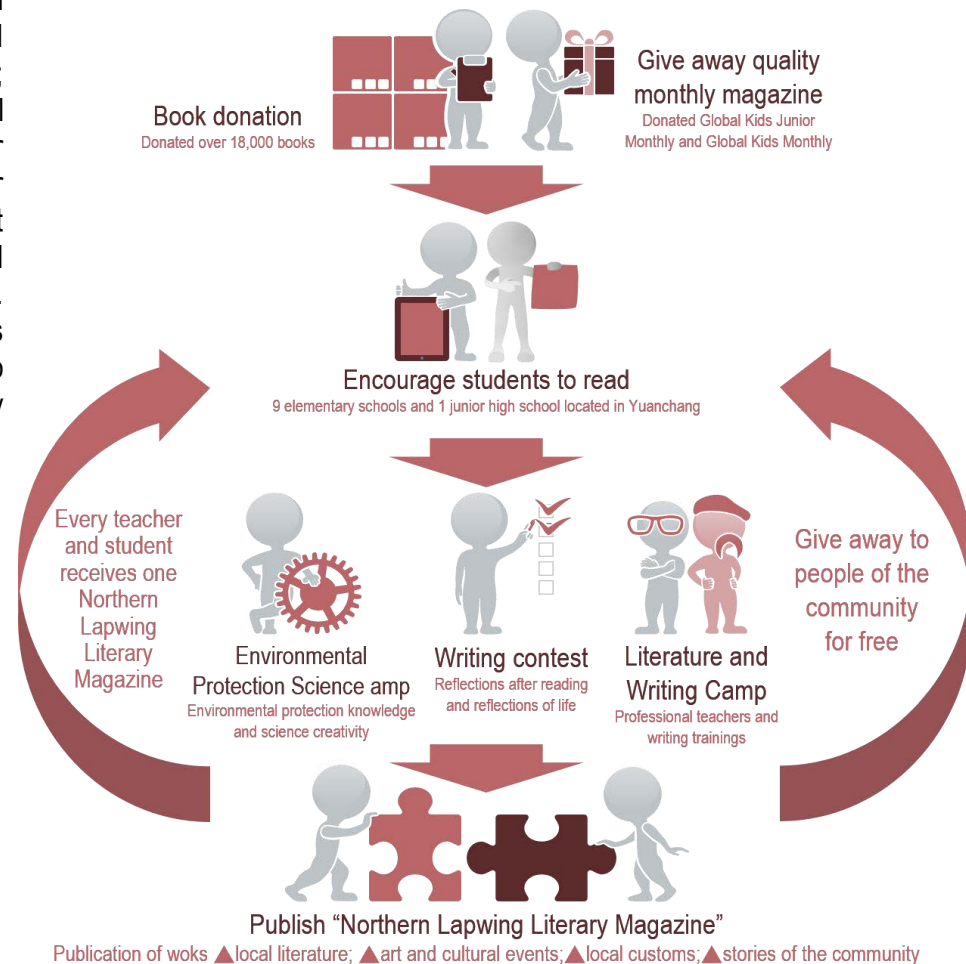 Book donation
Donated over 18,000 books
Give away quality
monthly magazine
Donated Global Kids Junior
Monthly and Global Kids Monthly
Encourage students to read
9 elementary schools and 1 junior high school located in Yuanchang
Every teacher
and student
receives one
Northern
Lapwing
Literary
Magazine
Environmental
Protection Science amp
Environmental protection knowledge
and science creativity
Writing contest
Reflections after reading
and reflections of life
Literature and
Writing Camp
Professional teachers and
writing trainings
Give away to
people of the
community
for free
Publish “Northern Lapwing Literary Magazine”
Publication of woks ▲local literature; ▲art and cultural events;▲local customs;▲stories of the community